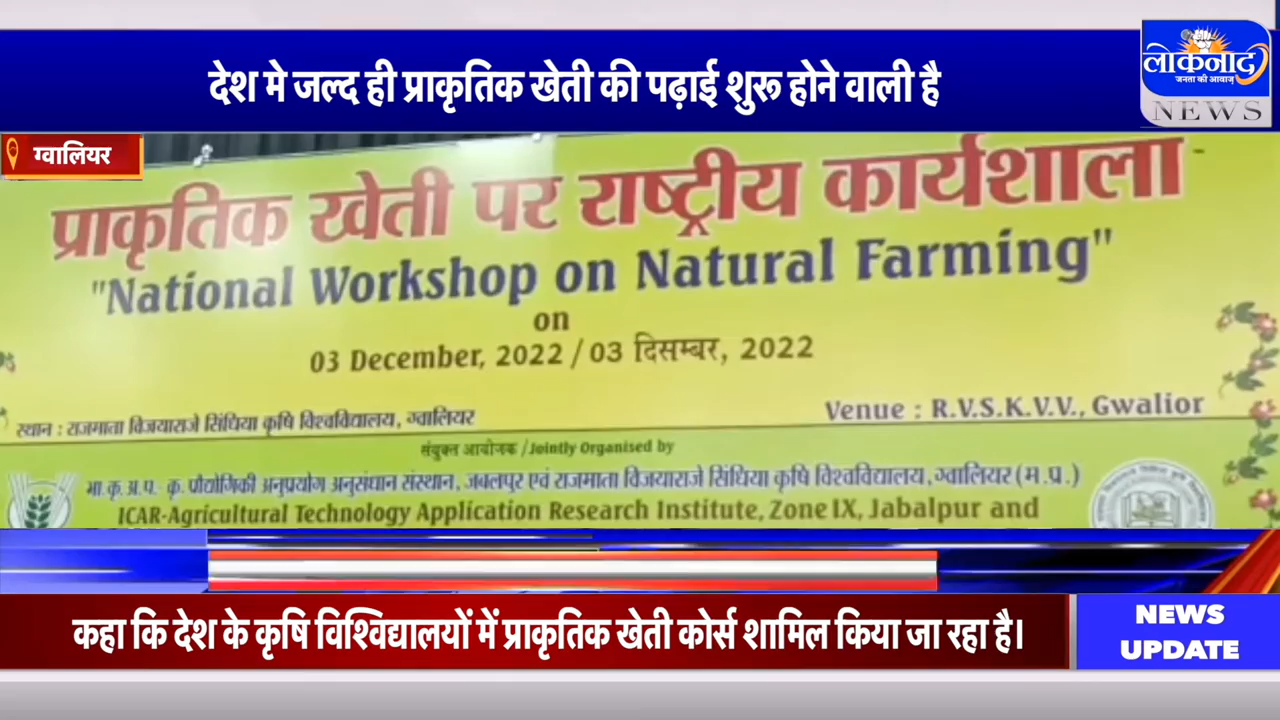 देश मे जल्द ही प्राकृतिक खेती की पढ़ाई शुरू होने वाली है
लोकनाद
जनता की आवाज
NEWS
ग्वालियर
प्राकृतिक खेती पर राष्ट्रीय कार्यशाला
"National Workshop on Natural Farming"
on
03 December, 2022 / 03 दिसम्बर, 2022
स्थान : राजमाता विजयाराजे सिंधिया कृषि विश्वविद्यालय, ग्वालियर
Venue : R.V.S.K.V.V., Gwalior
संयुक्त आयोजक / Jointly Organised by
भा.कृ.अ.प.- कृ. प्रौद्योगिकी अनुप्रयोग अनुसंधान संस्थान, जबलपुर एवं राजमाता विजयाराजे सिंधिया कृषि विश्वविद्यालय, ग्वालियर (म.प्र.)
ICAR-Agricultural Technology Application Research Institute, Zone IX, Jabalpur and
कहा कि देश के कृषि विश्विद्यालयों में प्राकृतिक खेती कोर्स शामिल किया जा रहा है।
NEWS
UPDATE